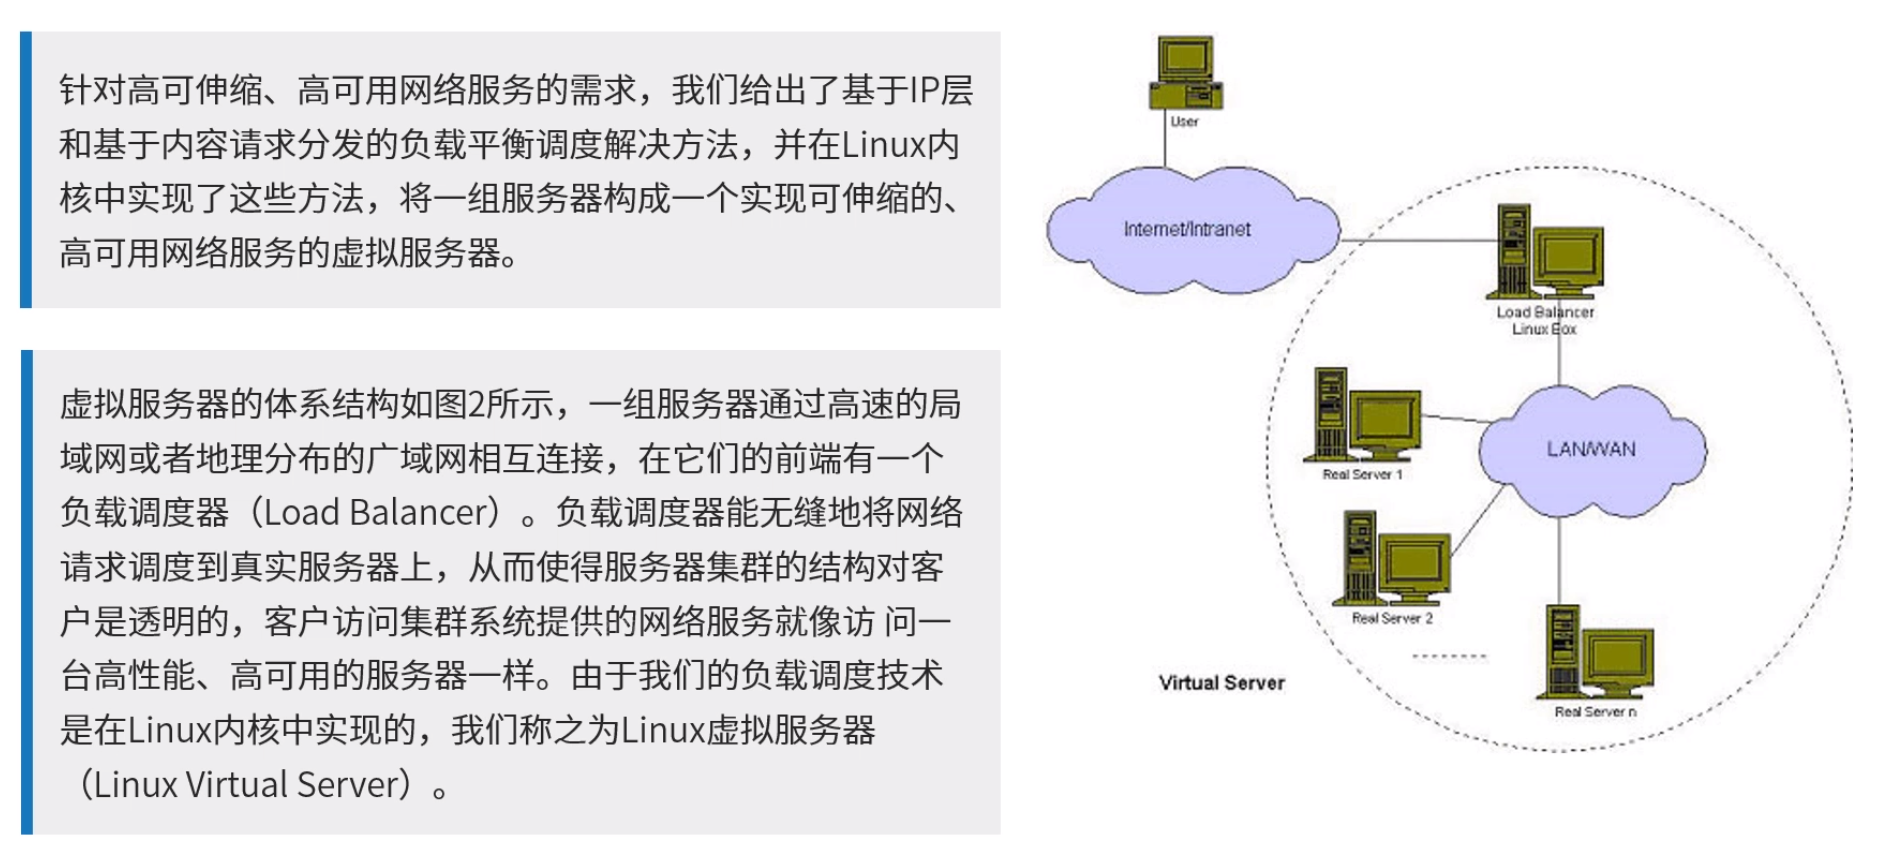 针对高可伸缩、高可用网络服务的需求，我们给出了基于IP层
和基于内容请求分发的负载平衡调度解决方法，并在Linux内
核中实现了这些方法，将一组服务器构成一个实现可伸缩的、
高可用网络服务的虚拟服务器。
虚拟服务器的体系结构如图2所示，一组服务器通过高速的局
域网或者地理分布的广域网相互连接，在它们的前端有一个
负载调度器（Load Balancer）。负载调度器能无缝地将网络
请求调度到真实服务器上，从而使得服务器集群的结构对客
户是透明的，客户访问集群系统提供的网络服务就像访 问一
台高性能、高可用的服务器一样。由于我们的负载调度技术
是在Linux内核中实现的，我们称之为Linux虚拟服务器
（Linux Virtual Server）。
User
Internet/Intranet
Load Balancer
Linux Box
Real Server 1
LAN/WAN
Real Server 2
Virtual Server
Real Server n